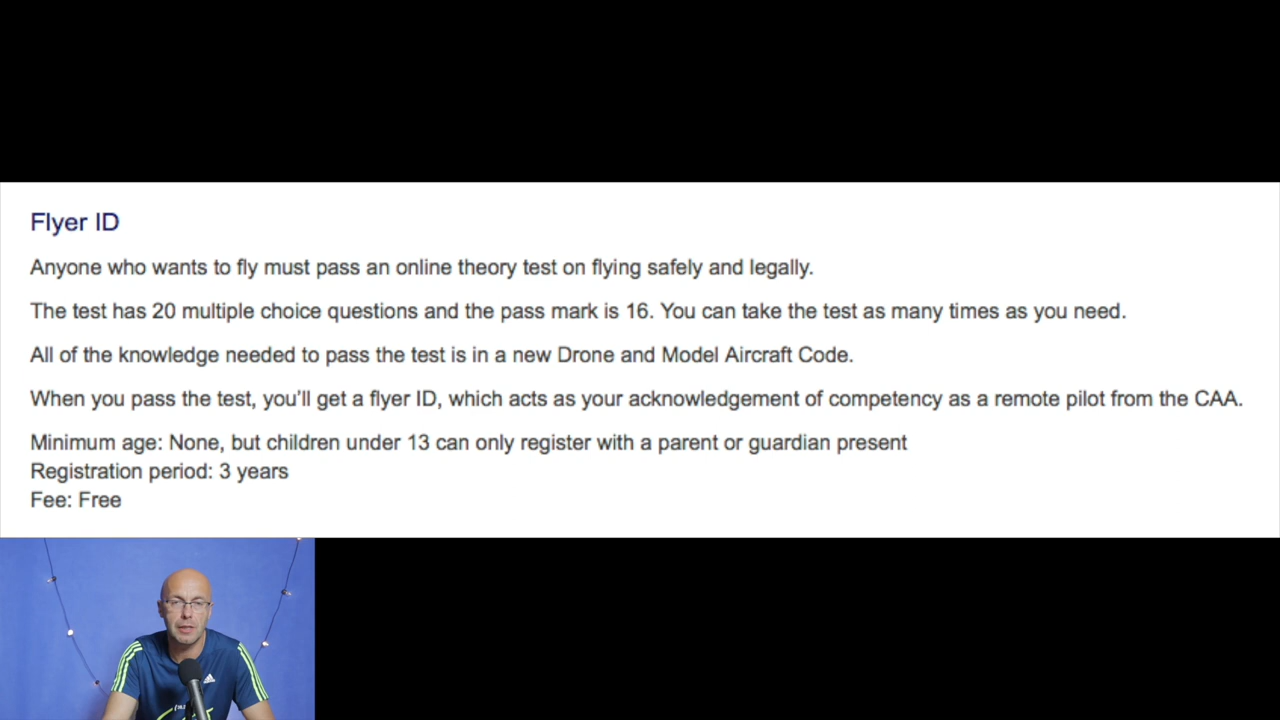 Flyer ID
Anyone who wants to fly must pass an online theory test on flying safely and legally.
The test has 20 multiple choice questions and the pass mark is 16. You can take the test as many times as you need.
All of the knowledge needed to pass the test is in a new Drone and Model Aircraft Code.
When you pass the test, you’ll get a flyer ID, which acts as your acknowledgement of competency as a remote pilot from the CAA.
Minimum age: None, but children under 13 can only register with a parent or guardian present
Registration period: 3 years
Fee: Free